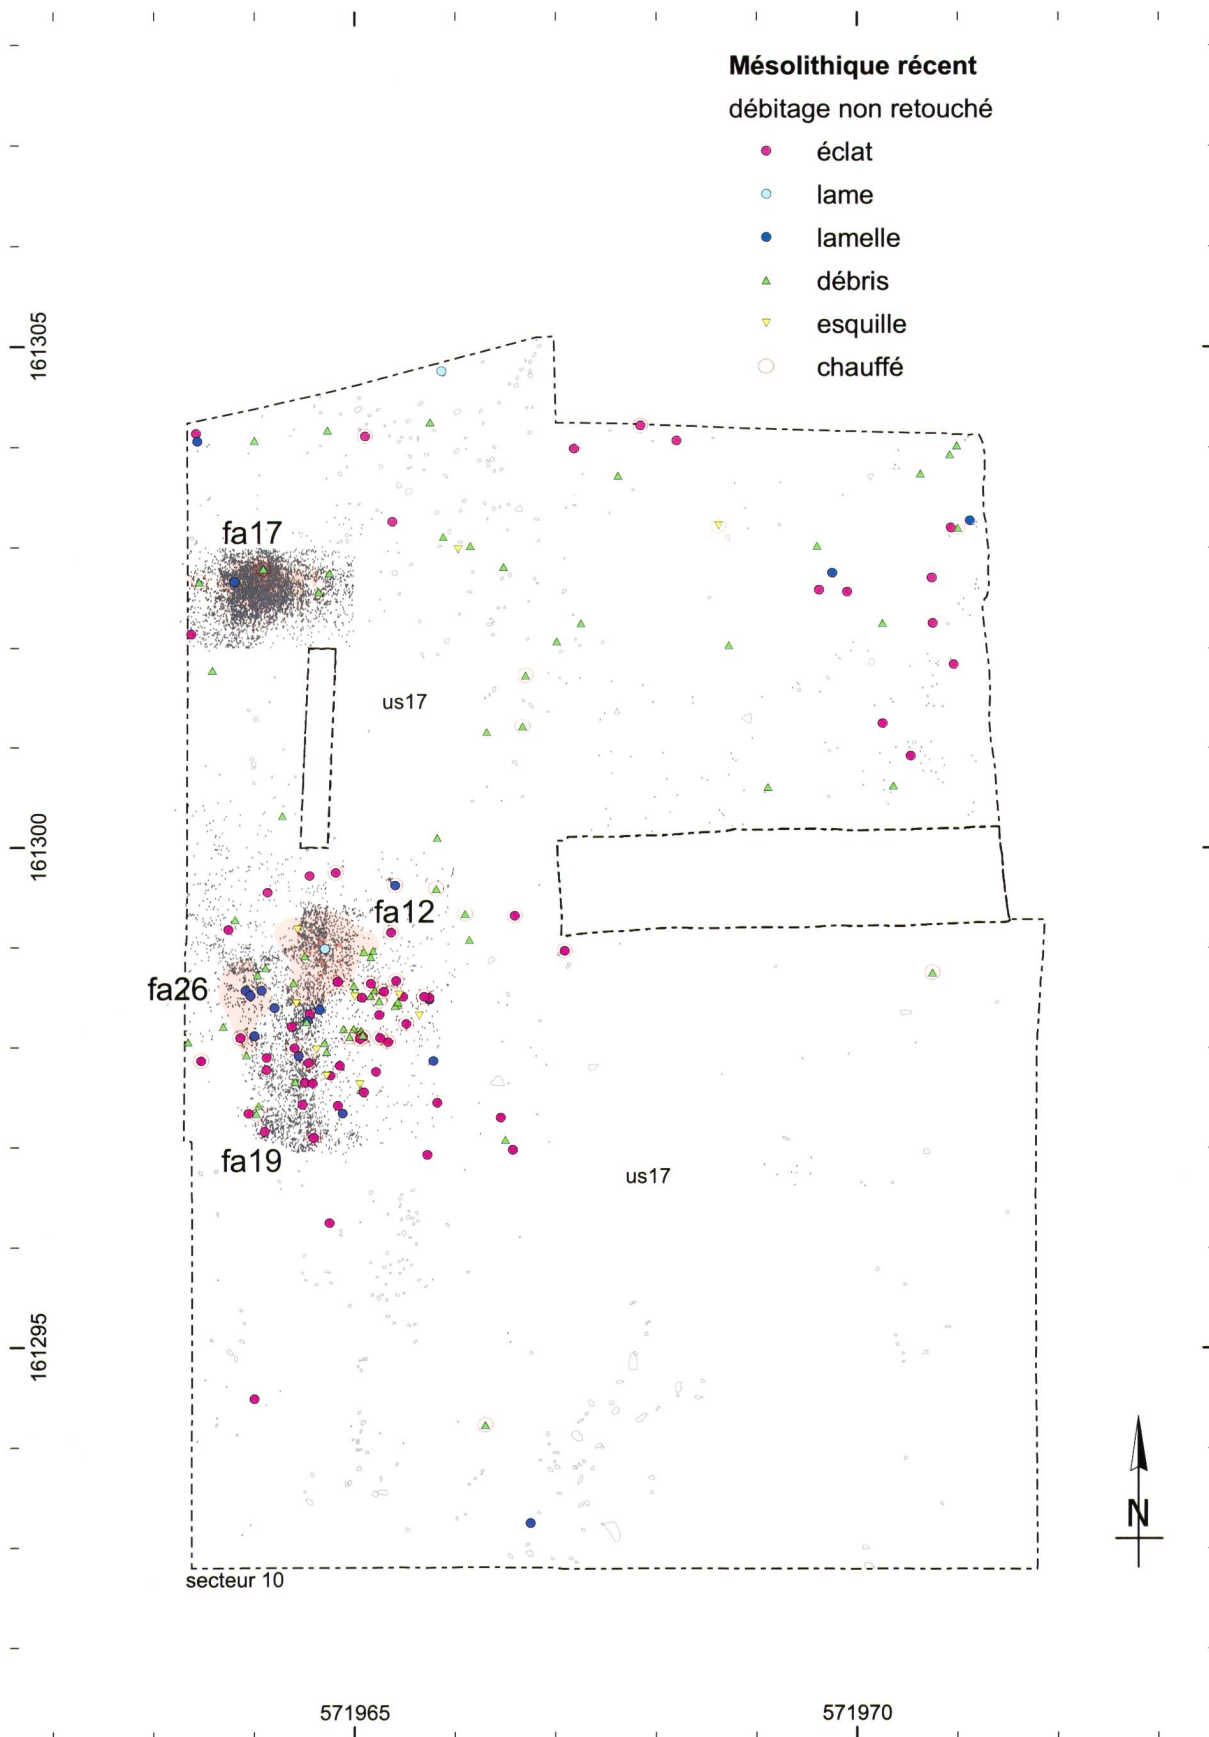 Mésolithique récent
débitage non retouché
éclat
lame
lamelle
débris
esquille
chauffé
161305
fa17
us17
161300
fa12
fa26
fa19
us17
161295
N
secteur 10
571965
571970